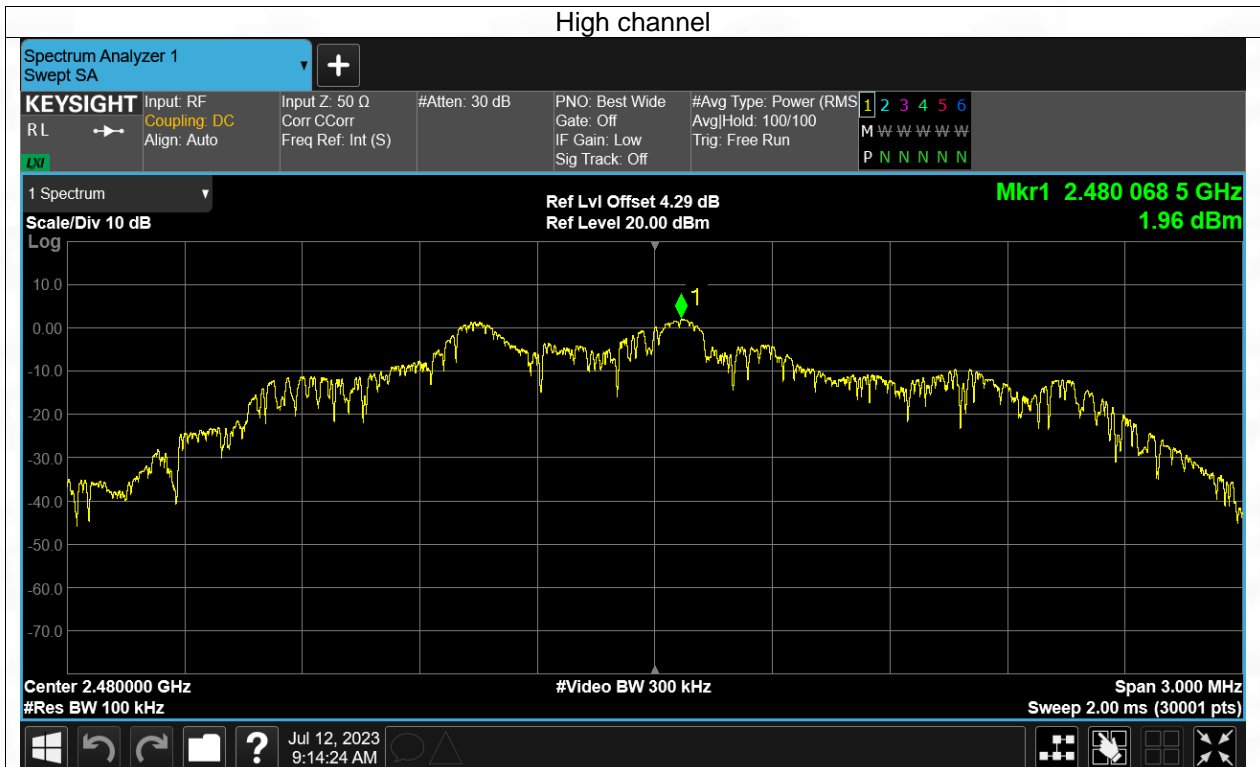 High channel
Spectrum Analyzer 1
Swept SA
KEYSIGHT
R L
LXI
Input: RF
Coupling: DC
Align: Auto
Input Z: 50 Ω
Corr CCorr
Freq Ref: Int (S)
#Atten: 30 dB
PNO: Best Wide
Gate: Off
IF Gain: Low
Sig Track: Off
#Avg Type: Power (RMS
Avg|Hold: 100/100
Trig: Free Run
1 2 3 4 5 6
M W W W W W
P N N N N N
1 Spectrum
Scale/Div 10 dB
Log
Ref Lvl Offset 4.29 dB
Ref Level 20.00 dBm
Mkr1 2.480 068 5 GHz
1.96 dBm
1
10.0
0.00
-10.0
-20.0
-30.0
-40.0
-50.0
-60.0
-70.0
Center 2.480000 GHz
#Res BW 100 kHz
#Video BW 300 kHz
Span 3.000 MHz
Sweep 2.00 ms (30001 pts)
?
Jul 12, 2023
9:14:24 AM